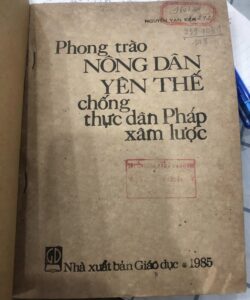 NGUYỄN VĂN KIỆM
Phong trào
NÔNG DÂN
YÊN THẾ
chống
thực dân Pháp
xâm lược
GD
Nhà xuất bản Giáo dục • 1985